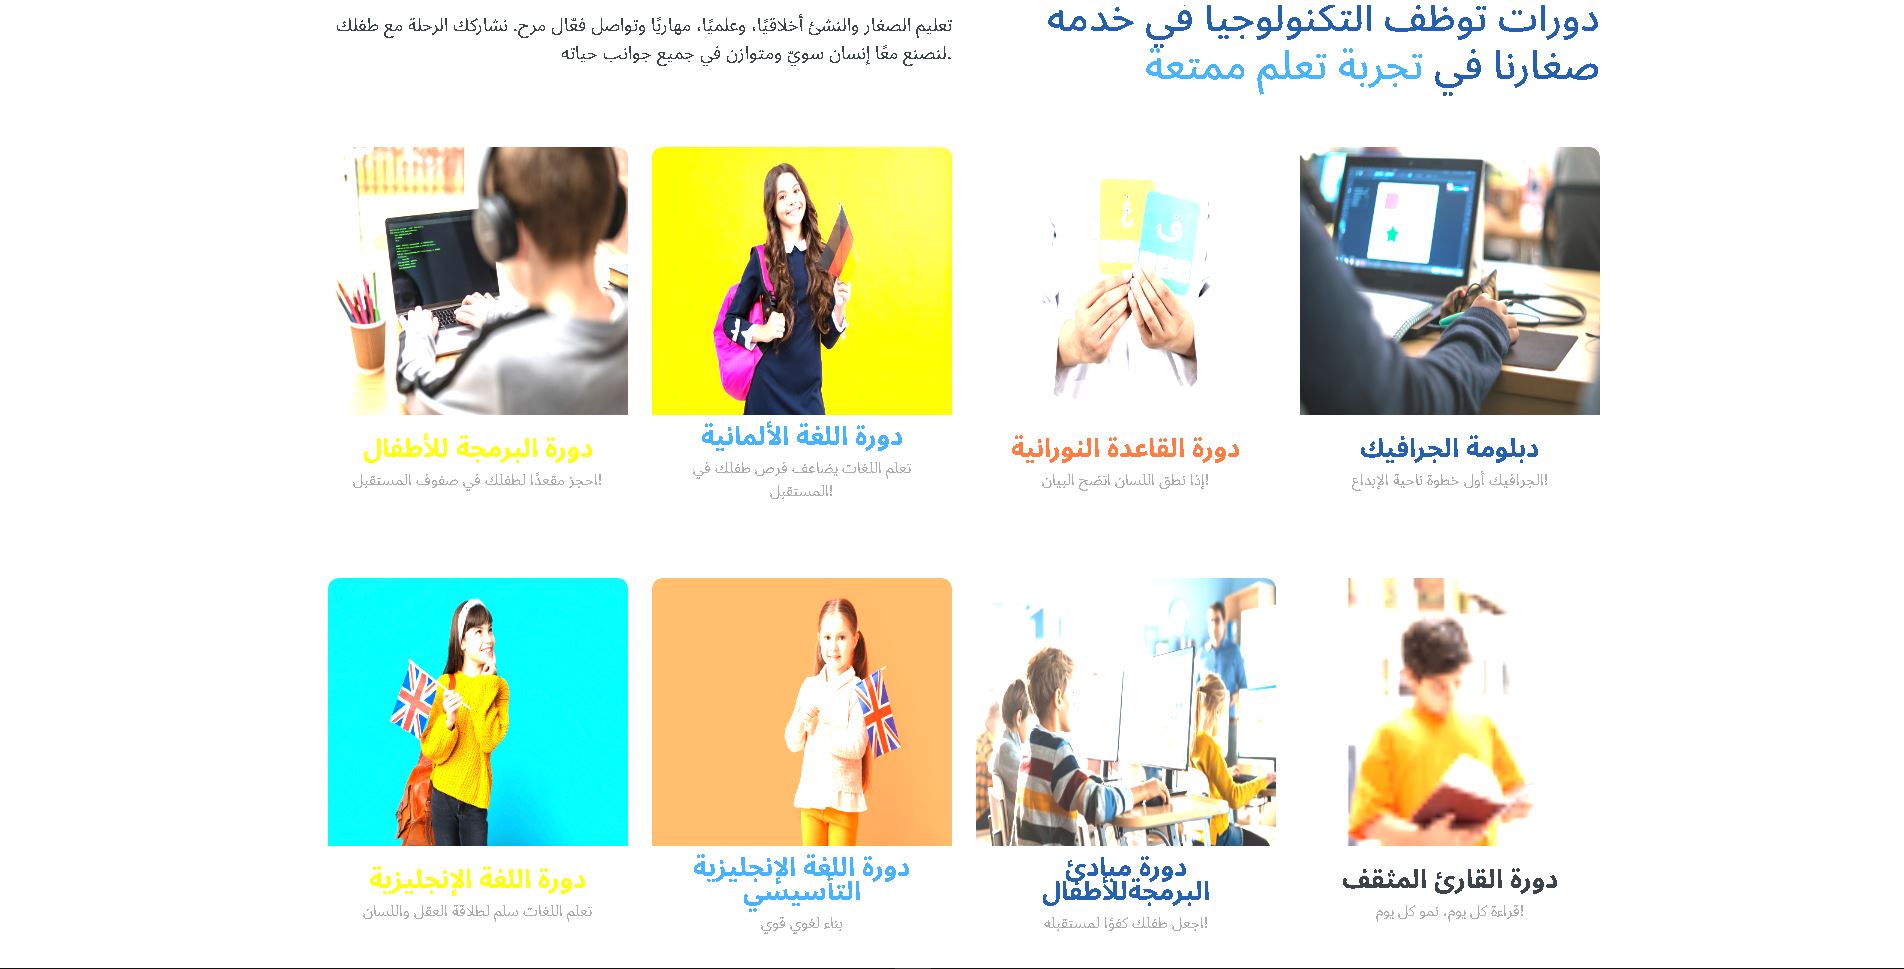 دورات توظف التكنولوجيا في خدمة
صغارنا في تجربة تعلم ممتعة
تعليم الصغار والنشئ أخلاقيًا، وعلميًا، مهاريًا وتواصل فعّال مرح. نشاركك الرحلة مع طفلك
.لنصنع معًا إنسان سويّ ومتوازن في جميع جوانب حياته
دبلومة الجرافيك
!الجرافيك أول خطوة ناحية الإبداع
ف
دورة القاعدة النورانية
!إذا نطق اللسان اتضح البيان
دورة اللغة الألمانية
تعلم اللغات يضاعف فرص طفلك في
!المستقبل
دورة البرمجة للأطفال
!احجز مقعدًا لطفلك في صفوف المستقبل
دورة القارئ المثقف
!قراءة كل يوم، نمو كل يوم
دورة مبادئ
البرمجةللأطفال
!اجعل طفلك كفؤًا لمستقبله
دورة اللغة الإنجليزية
التأسيسي
بناء لغوي قوي
دورة اللغة الإنجليزية
تعلم اللغات سلم لطلاقة العقل واللسان